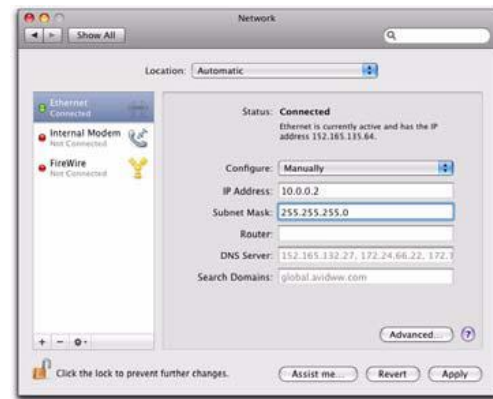 Network
Show All
Location: Automatic
Ethernet
Connected
Internal Modem
Not Connected
FireWire
Not Connected
Status: Connected
Ethernet is currently active and has the IP
address 152.165.135.64.
Configure: Manually
IP Address: 10.0.0.2
Subnet Mask: 255.255.255.0
Router:
DNS Server: 152.165.132.27, 172.24.66.22, 172.1
Search Domains: global.avidww.com
Advanced... ?
Click the lock to prevent further changes.
Assist me... Revert Apply